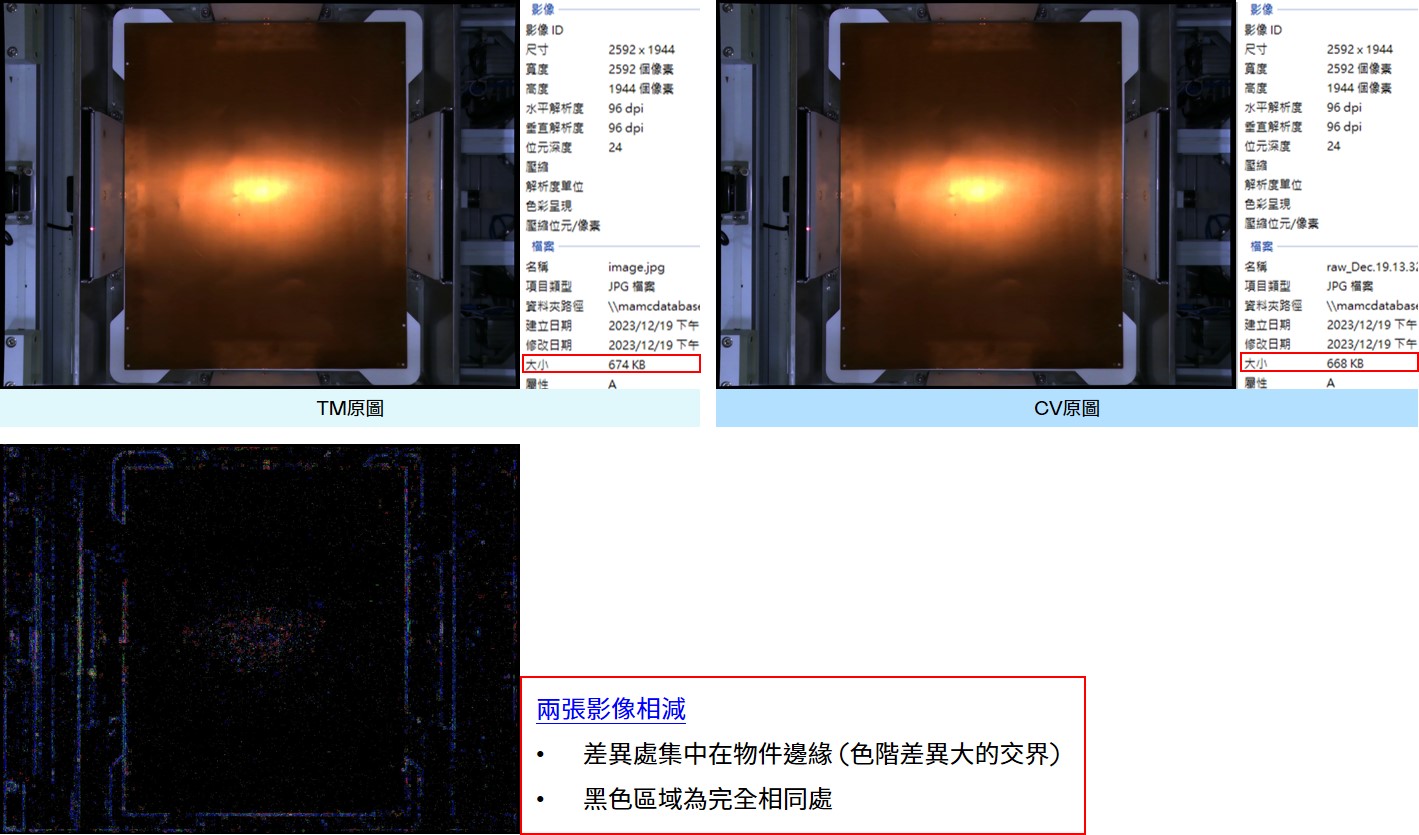 影像
影像 ID
尺寸 2592 x 1944
寬度 2592 個像素
高度 1944 個像素
水平解析度 96 dpi
垂直解析度 96 dpi
位元深度 24
壓縮
解析度單位
色彩呈現
壓縮位元/像素
檔案
名稱 image.jpg
項目類型 JPG 檔案
資料夾路徑 \\mamcdatabase
建立日期 2023/12/19 下午
修改日期 2023/12/19 下午
大小 674 KB
屬性 A
TM原圖
影像
影像 ID
尺寸 2592 x 1944
寬度 2592 個像素
高度 1944 個像素
水平解析度 96 dpi
垂直解析度 96 dpi
位元深度 24
壓縮
解析度單位
色彩呈現
壓縮位元/像素
檔案
名稱 raw_Dec.19.13.32
項目類型 JPG 檔案
資料夾路徑 \\mamcdatabase
建立日期 2023/12/19 下午
修改日期 2023/12/19 下午
大小 668 KB
屬性 A
CV原圖
兩張影像相減
• 差異處集中在物件邊緣 (色階差異大的交界)
• 黑色區域為完全相同處